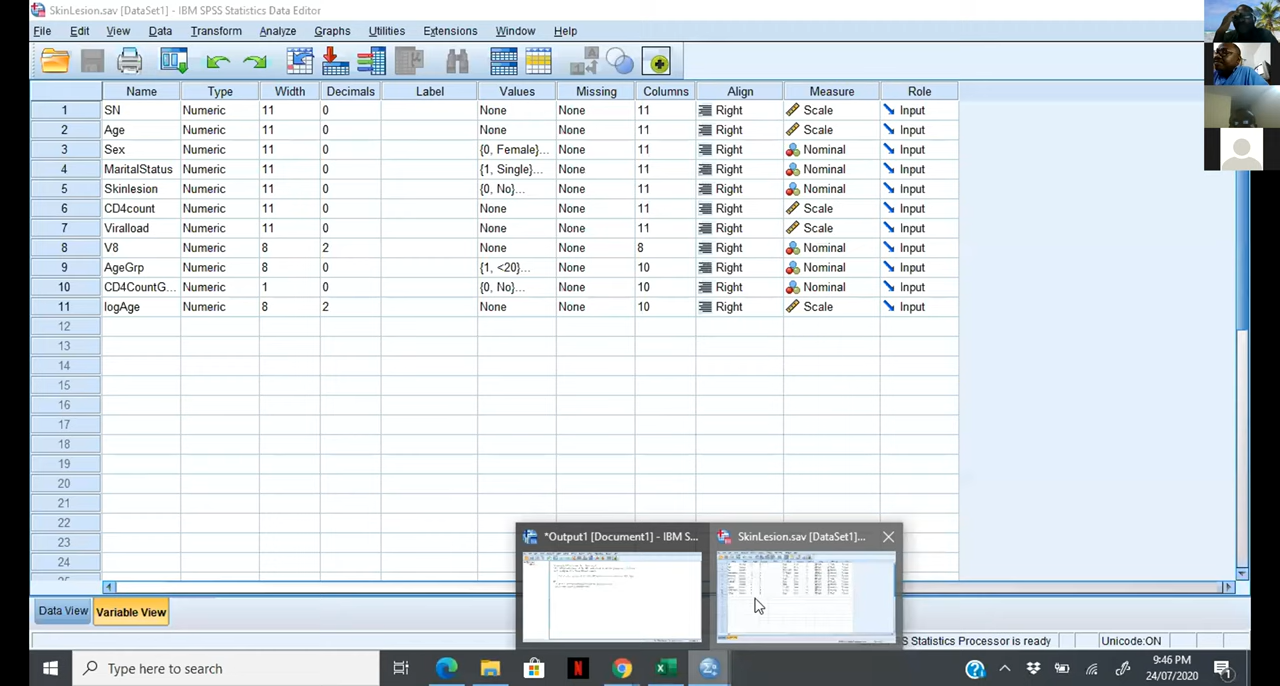 SkinLesion.sav [DataSet1] - IBM SPSS Statistics Data Editor
File Edit View Data Transform Analyze Graphs Utilities Extensions Window Help
Name Type Width Decimals Label Values Missing Columns Align Measure Role
1 SN Numeric 11 0 None None 11 Right Scale Input
2 Age Numeric 11 0 None None 11 Right Scale Input
3 Sex Numeric 11 0 {0, Female}... None 11 Right Nominal Input
4 MaritalStatus Numeric 11 0 {1, Single}... None 11 Right Nominal Input
5 Skinlesion Numeric 11 0 {0, No}... None 11 Right Nominal Input
6 CD4count Numeric 11 0 None None 11 Right Scale Input
7 Viralload Numeric 11 0 None None 11 Right Scale Input
8 V8 Numeric 8 2 None None 8 Right Nominal Input
9 AgeGrp Numeric 8 0 {1, <20}... None 10 Right Nominal Input
10 CD4CountG... Numeric 1 0 {0, No}... None 10 Right Nominal Input
11 logAge Numeric 8 2 None None 10 Right Scale Input
12
13
14
15
16
17
18
19
20
21
22
23
24
*Output1 [Document1] - IBM S... SkinLesion.sav [DataSet1]...
Data View Variable View
S Statistics Processor is ready Unicode:ON
Type here to search
9:46 PM
24/07/2020